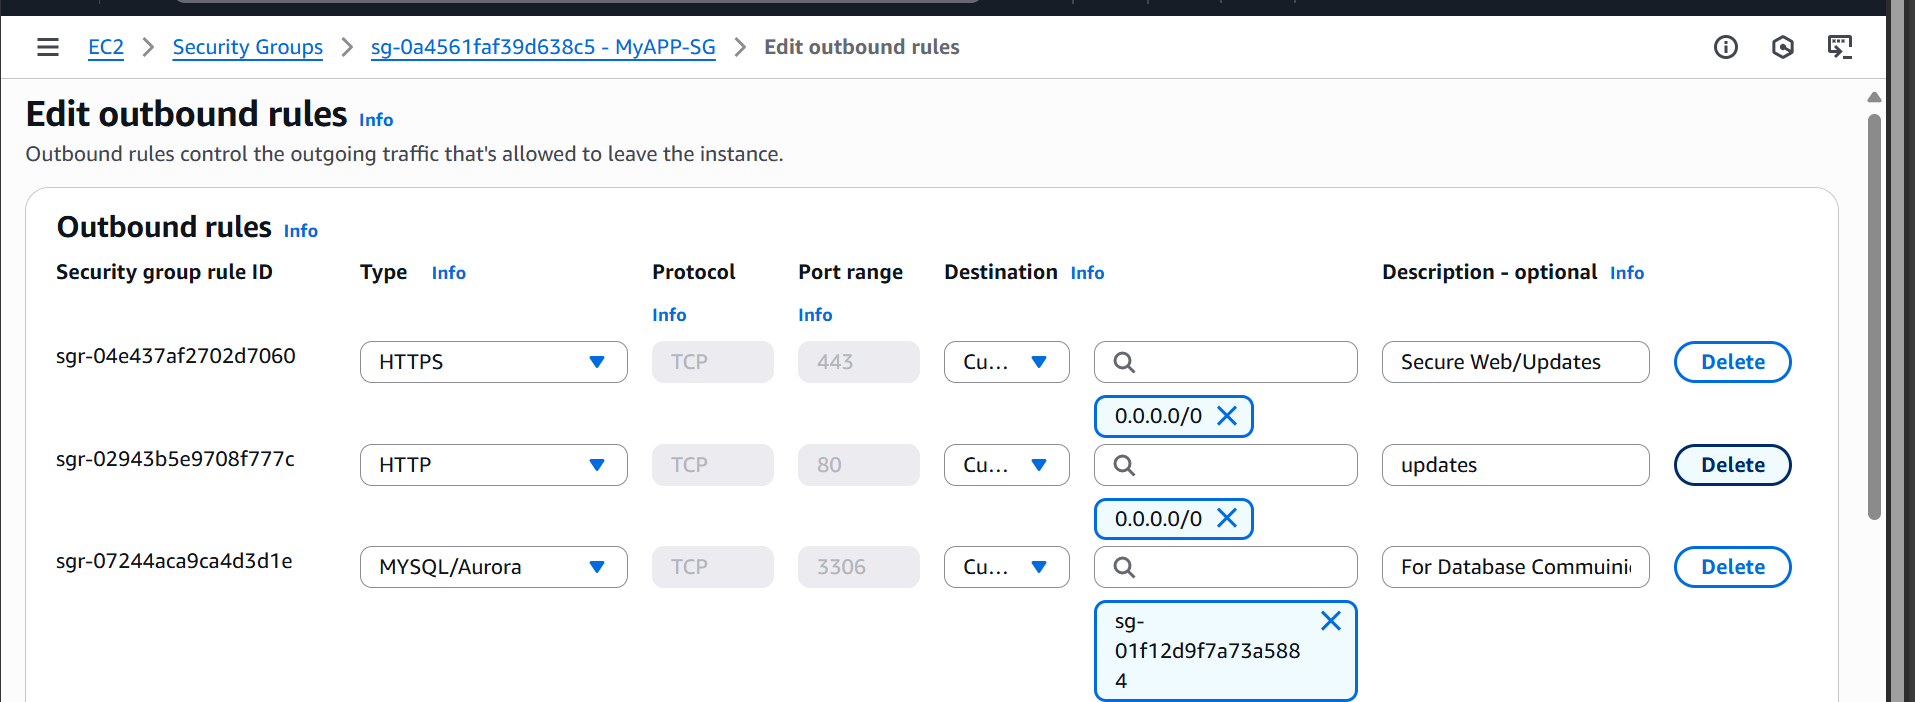 EC2 > Security Groups > sg-0a4561faf39d638c5 - MyAPP-SG > Edit outbound rules
Edit outbound rules Info
Outbound rules control the outgoing traffic that's allowed to leave the instance.
Outbound rules Info
Security group rule ID Type Info Protocol Port range Destination Info Description - optional Info
Info Info
sgr-04e437af2702d7060 HTTPS TCP 443 Cu... Secure Web/Updates Delete
0.0.0.0/0
sgr-02943b5e9708f777c HTTP TCP 80 Cu... updates Delete
0.0.0.0/0
sgr-07244aca9ca4d3d1e MYSQL/Aurora TCP 3306 Cu... For Database Commuini Delete
sg-
01f12d9f7a73a588
4